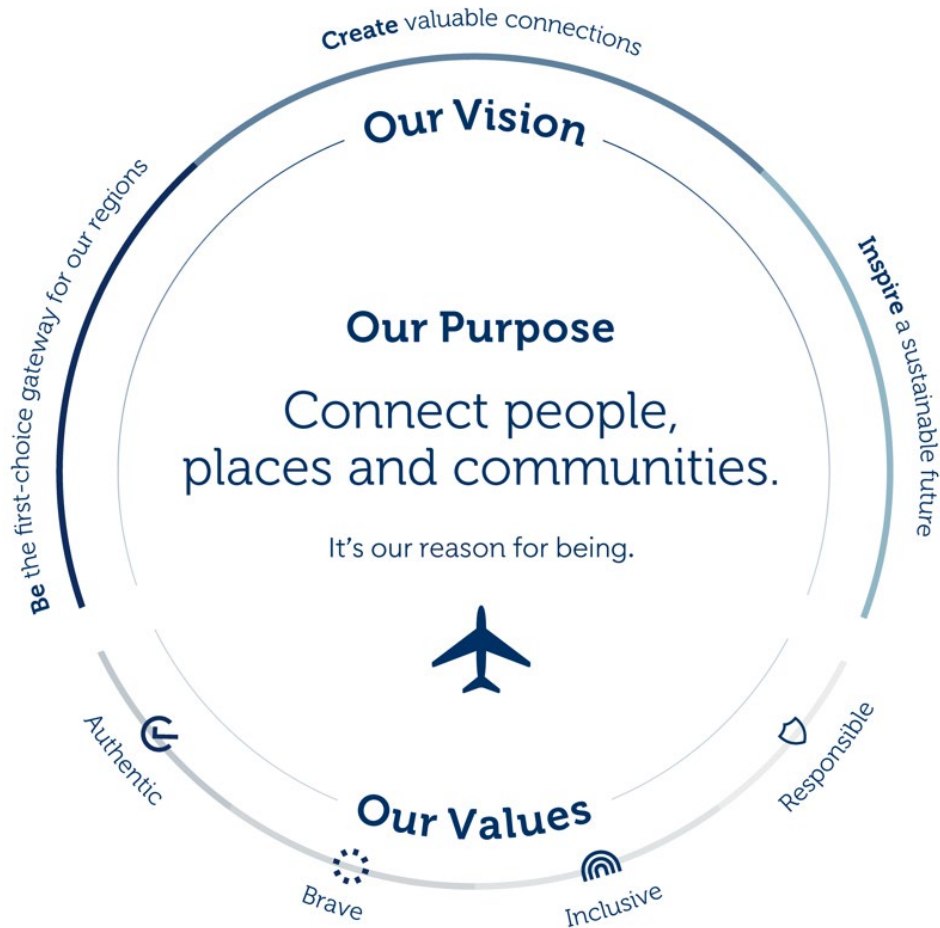 Create valuable connections
Our Vision
Be the first-choice gateway for our regions
Inspire a sustainable future
Our Purpose
Connect people,
places and communities.
It's our reason for being.
Our Values
Authentic
Brave
Inclusive
Responsible